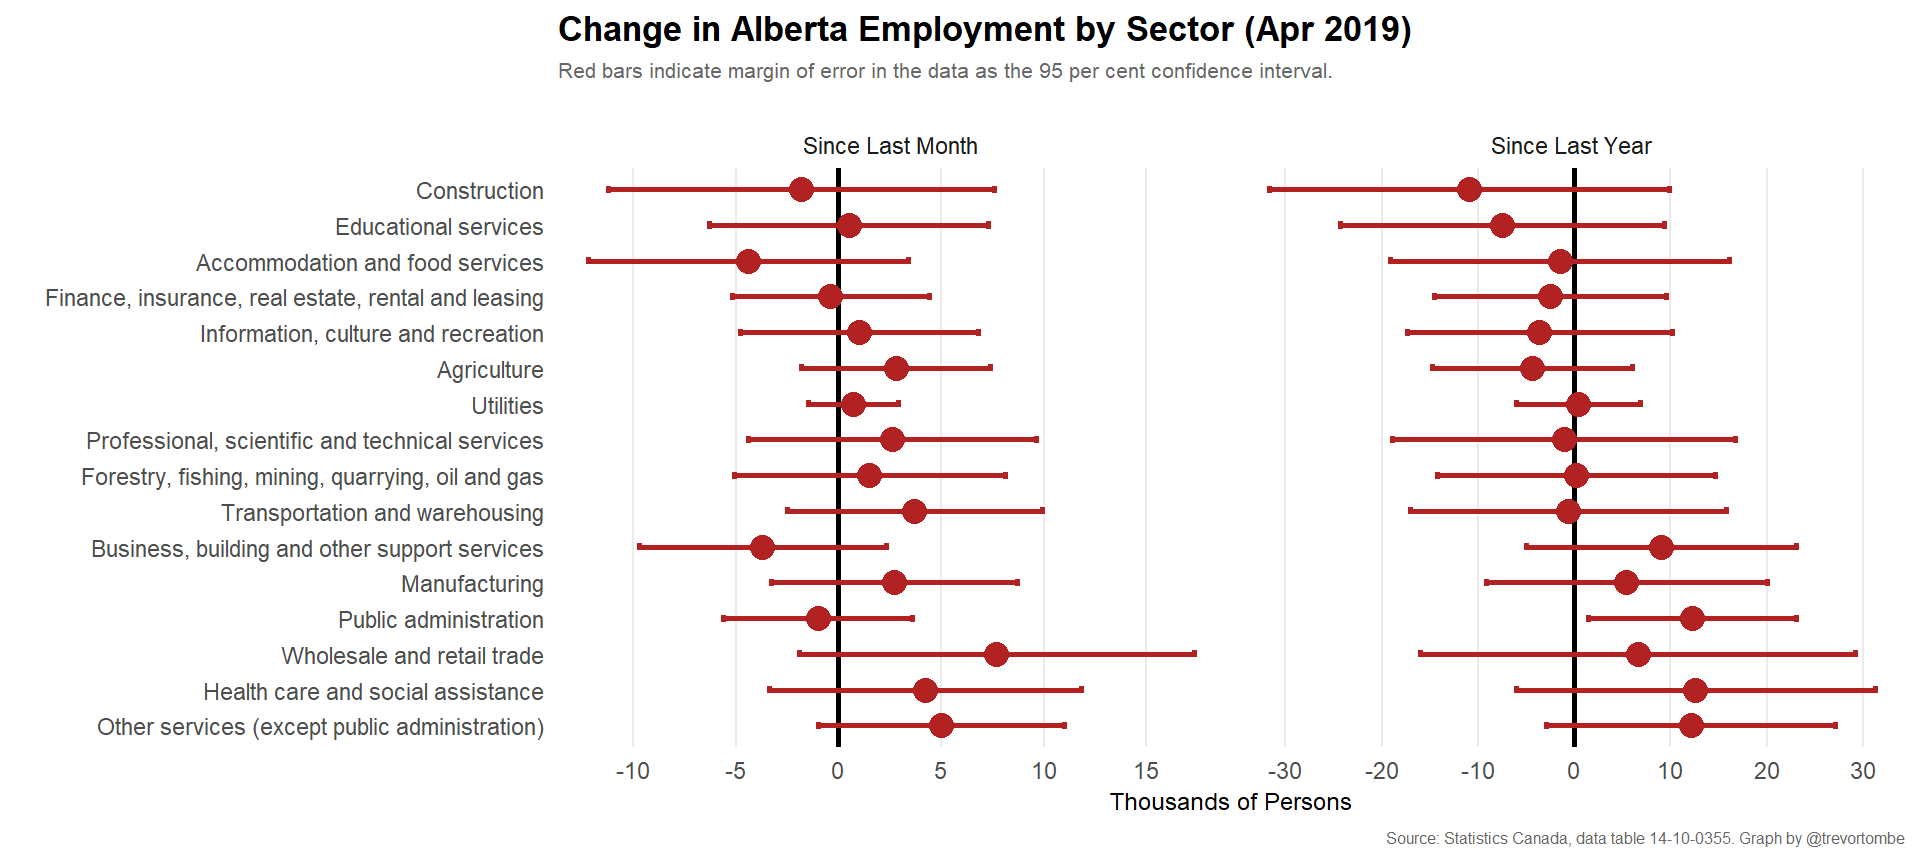 Change in Alberta Employment by Sector (Apr 2019)
Red bars indicate margin of error in the data as the 95 per cent confidence interval.
Since Last Month
Since Last Year
Construction
Educational services
Accommodation and food services
Finance, insurance, real estate, rental and leasing
Information, culture and recreation
Agriculture
Utilities
Professional, scientific and technical services
Forestry, fishing, mining, quarrying, oil and gas
Transportation and warehousing
Business, building and other support services
Manufacturing
Public administration
Wholesale and retail trade
Health care and social assistance
Other services (except public administration)
-10 -5 0 5 10 15
-30 -20 -10 0 10 20 30
Thousands of Persons
Source: Statistics Canada, data table 14-10-0355. Graph by @trevortombe